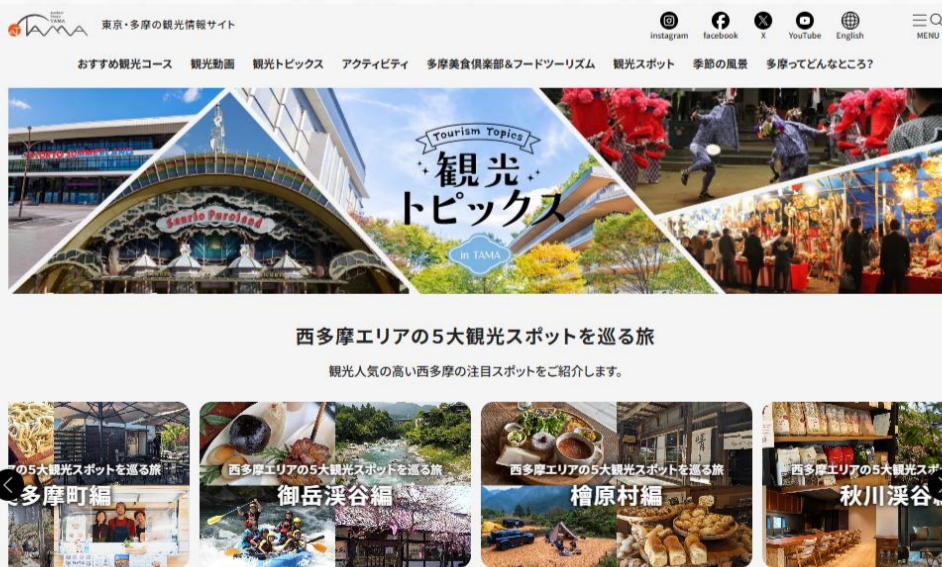 TAMA
東京・多摩の観光情報サイト
instagram
facebook
X
YouTube
English
MENU
おすすめ観光コース 観光動画 観光トピックス アクティビティ 多摩美食倶楽部&フードツーリズム 観光スポット 季節の風景 多摩ってどんなところ?
Tourism Topics
観光
トピックス
in TAMA
Sanrio Puroland
西多摩エリアの5大観光スポットを巡る旅
観光人気の高い西多摩の注目スポットをご紹介します。
の5大観光スポットを巡る旅
多摩町編
西多摩エリアの5大観光スポットを巡る旅
御岳渓谷編
西多摩エリアの5大観光スポットを巡る旅
檜原村編
西多摩エリアの5大観光スポ
秋川渓谷